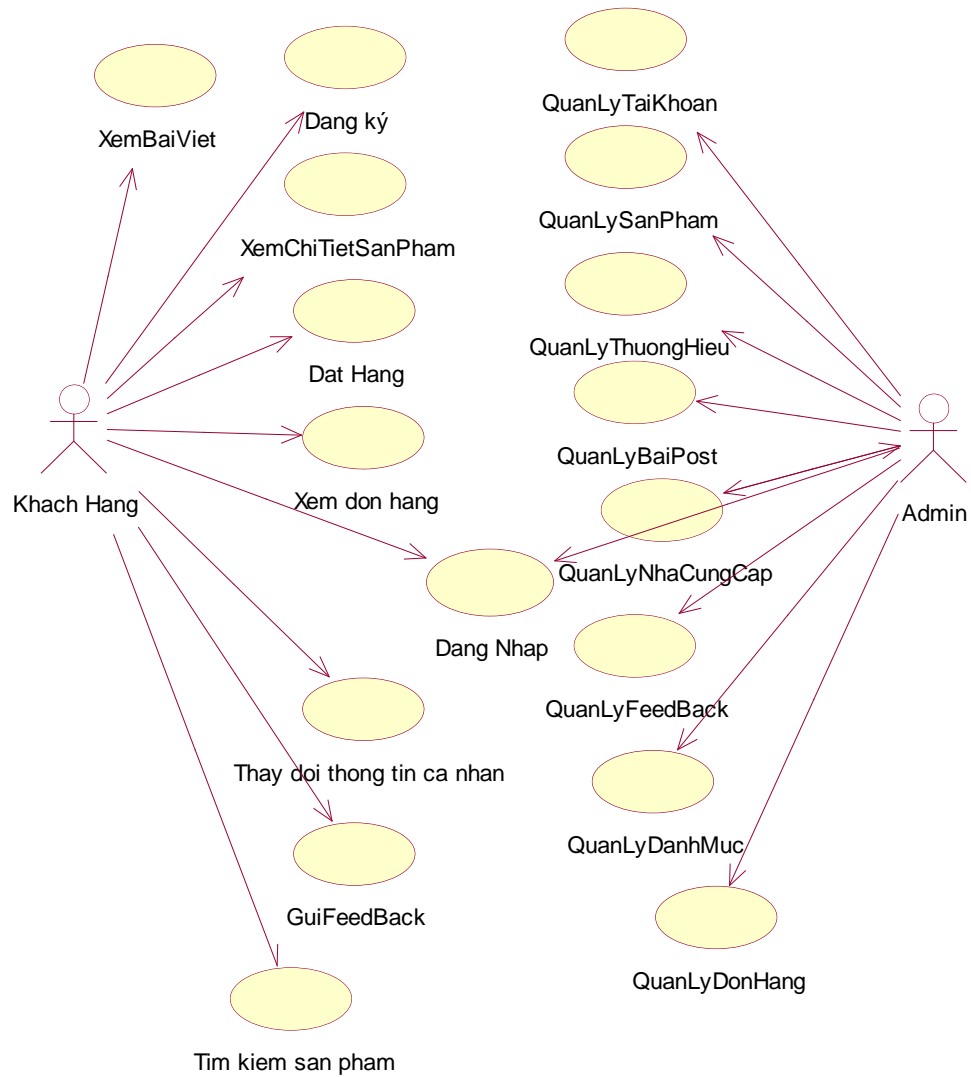 XemBaiViet
Dang ký
XemChiTietSanPham
Dat Hang
Xem don hang
Khach Hang
Dang Nhap
Thay doi thong tin ca nhan
GuiFeedBack
Tim kiem san pham
QuanLyTaiKhoan
QuanLySanPham
QuanLyThuongHieu
QuanLyBaiPost
QuanLyNhaCungCap
QuanLyFeedBack
QuanLyDanhMuc
QuanLyDonHang
Admin